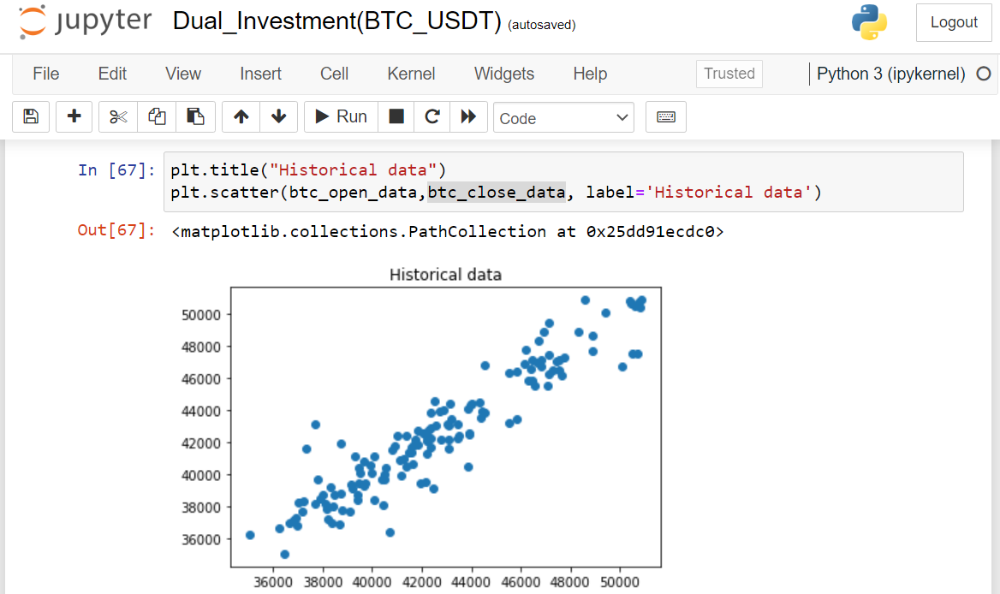 jupyter Dual_Investment(BTC_USDT) (autosaved) Logout
File Edit View Insert Cell Kernel Widgets Help Trusted Python 3 (ipykernel)
Run Code
In [67]: plt.title("Historical data")
plt.scatter(btc_open_data,btc_close_data, label='Historical data')
Out[67]: <matplotlib.collections.PathCollection at 0x25dd91ecdc0>
Historical data
50000
48000
46000
44000
42000
40000
38000
36000
36000 38000 40000 42000 44000 46000 48000 50000